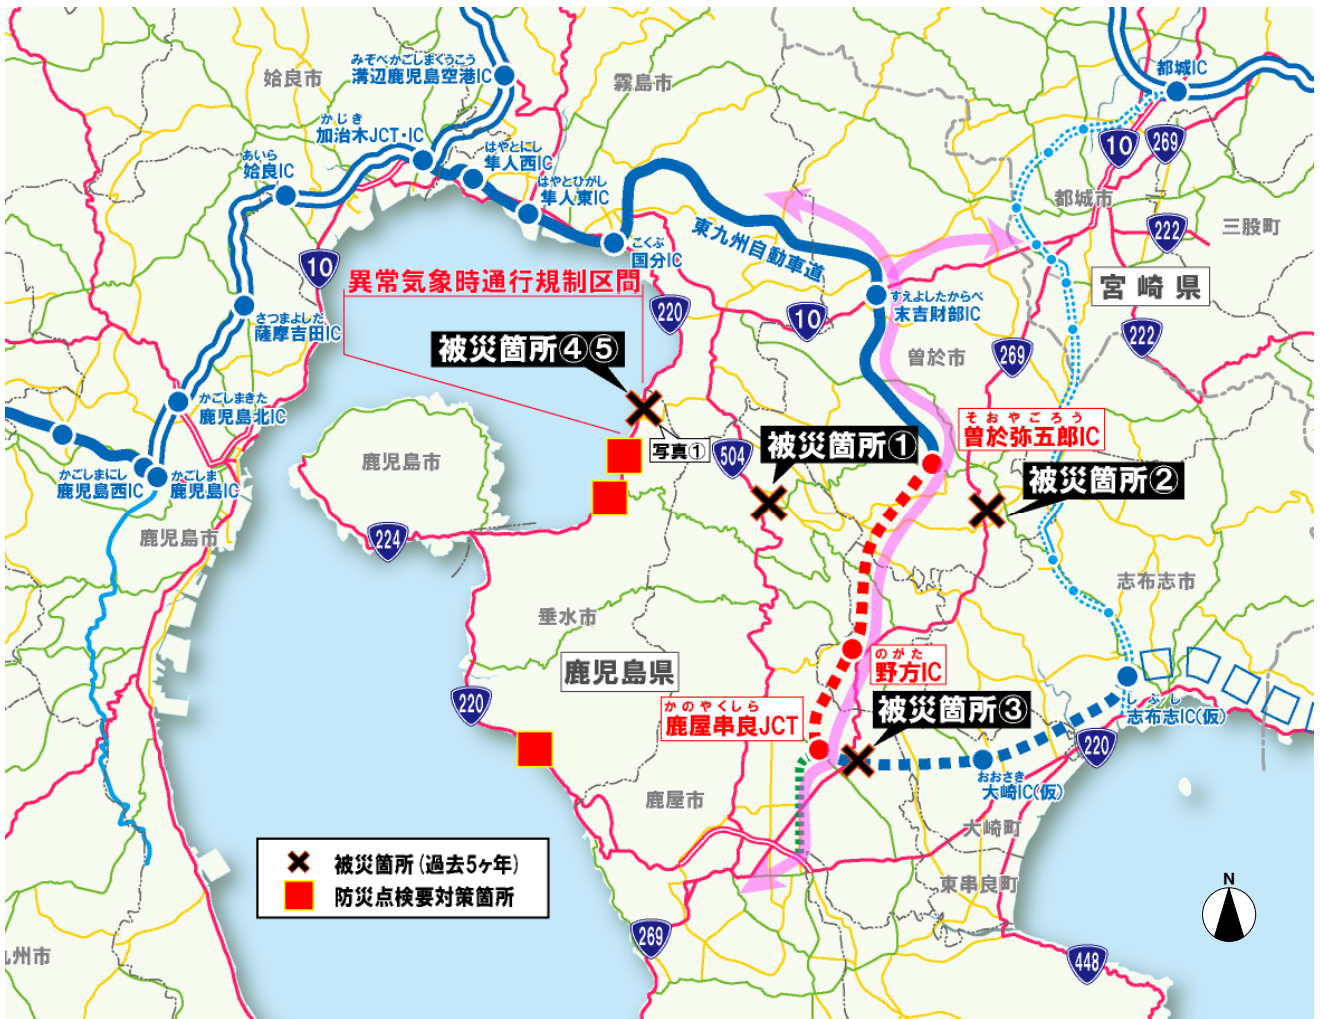 みぞべかごしまくうこう
溝辺鹿児島空港IC
都城IC
姶良市
霧島市
かじき
加治木JCT・IC
はやとにし
隼人西IC
10
269
あいら
姶良IC
はやとひがし
隼人東IC
都城市
222
三股町
こくぶ
国分IC
東九州自動車道
10
異常気象時通行規制区間
宮崎県
すえよしたからべ
末吉財部IC
さつまよしだ
薩摩吉田IC
220
10
222
被災箇所④⑤
曽於市
269
かごしまきた
鹿児島北IC
そおやごろう
曽於弥五郎IC
写真①
504
被災箇所①
鹿児島市
かごしまにし
鹿児島西IC
かごしま
鹿児島IC
被災箇所②
鹿児島市
224
志布志市
垂水市
鹿児島県
のがた
野方IC
220
かのやくしら
鹿屋串良JCT
被災箇所③
しぶし
志布志IC(仮)
220
おおさき
大崎IC(仮)
鹿屋市
大崎町
被災箇所(過去5ヶ年)
防災点検要対策箇所
東串良町
N
269
九州市
448